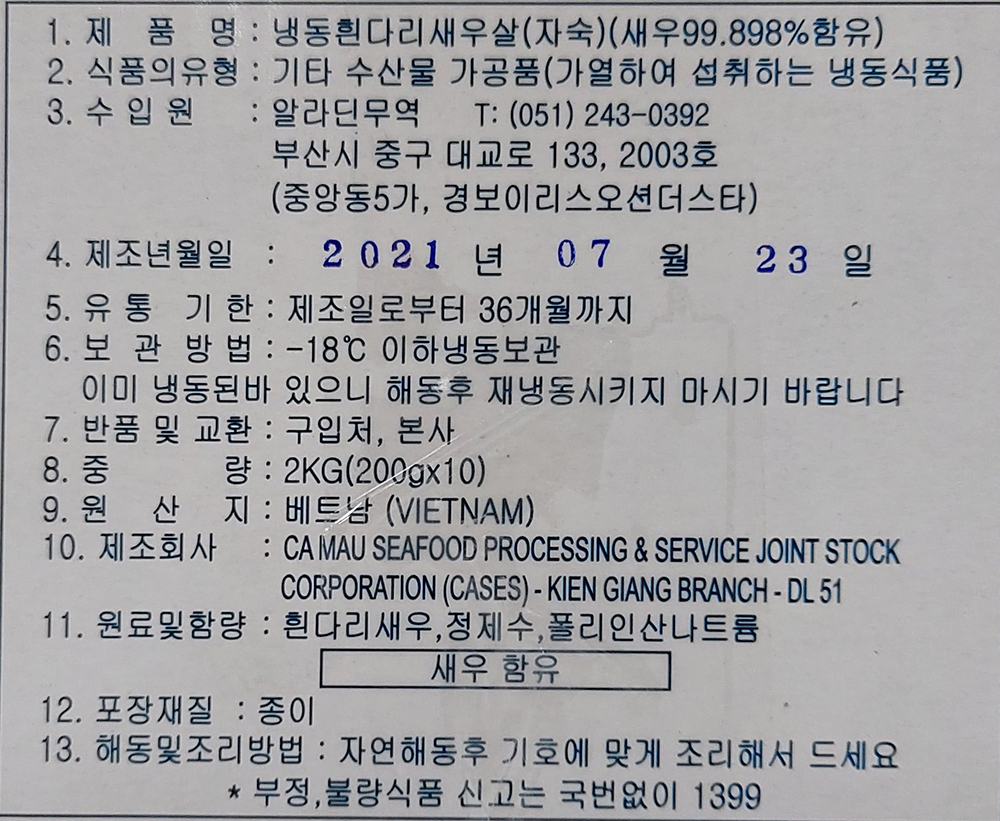 1. 제 품 명 : 냉동흰다리새우살(자숙)(새우99.898%함유)
2. 식품의유형 : 기타 수산물 가공품(가열하여 섭취하는 냉동식품)
3. 수 입 원 : 알라딘무역 T: (051) 243-0392
부산시 중구 대교로 133, 2003호
(중앙동5가, 경보이리스오션더스타)
4. 제조년월일 : 2021 년 07 월 23 일
5. 유 통 기 한 : 제조일로부터 36개월까지
6. 보 관 방 법 : -18℃ 이하냉동보관
이미 냉동된바 있으니 해동후 재냉동시키지 마시기 바랍니다
7. 반품 및 교환 : 구입처, 본사
8. 중 량 : 2KG(200gx10)
9. 원 산 지 : 베트남 (VIETNAM)
10. 제조회사 : CA MAU SEAFOOD PROCESSING & SERVICE JOINT STOCK
CORPORATION (CASES) - KIEN GIANG BRANCH - DL 51
11. 원료및함량 : 흰다리새우,정제수,폴리인산나트륨
새우 함유
12. 포장재질 : 종이
13. 해동및조리방법 : 자연해동후 기호에 맞게 조리해서 드세요
* 부정,불량식품 신고는 국번없이 1399